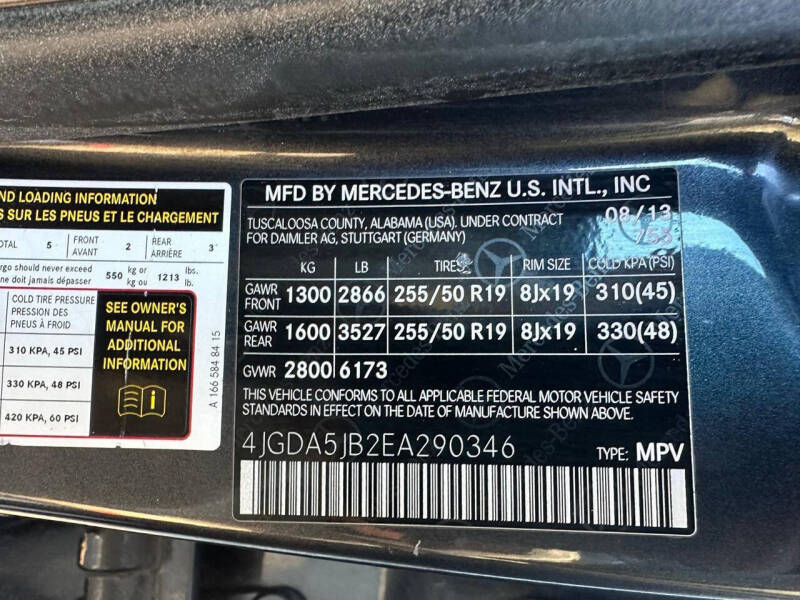 ND LOADING INFORMATION
S SUR LES PNEUS ET LE CHARGEMENT
OTAL 5 FRONT AVANT 2 REAR ARRIÈRE 3
rgo should never exceed
ne doit jamais dépasser 550 kg or kg ou 1213 lbs. lb.
COLD TIRE PRESSURE
PRESSION DES
PNEUS À FROID
310 KPA, 45 PSI
330 KPA, 48 PSI
420 KPA, 60 PSI
SEE OWNER'S
MANUAL FOR
ADDITIONAL
INFORMATION
A 166 584 84 15
MFD BY MERCEDES-BENZ U.S. INTL., INC
TUSCALOOSA COUNTY, ALABAMA (USA). UNDER CONTRACT 08/13
FOR DAIMLER AG, STUTTGART (GERMANY)
KG LB TIRES RIM SIZE COLD KPA(PSI)
GAWR FRONT 1300 2866 255/50 R19 8Jx19 310(45)
GAWR REAR 1600 3527 255/50 R19 8Jx19 330(48)
GVWR 2800 6173
THIS VEHICLE CONFORMS TO ALL APPLICABLE FEDERAL MOTOR VEHICLE SAFETY
STANDARDS IN EFFECT ON THE DATE OF MANUFACTURE SHOWN ABOVE.
4JGDA5JB2EA290346 TYPE: MPV